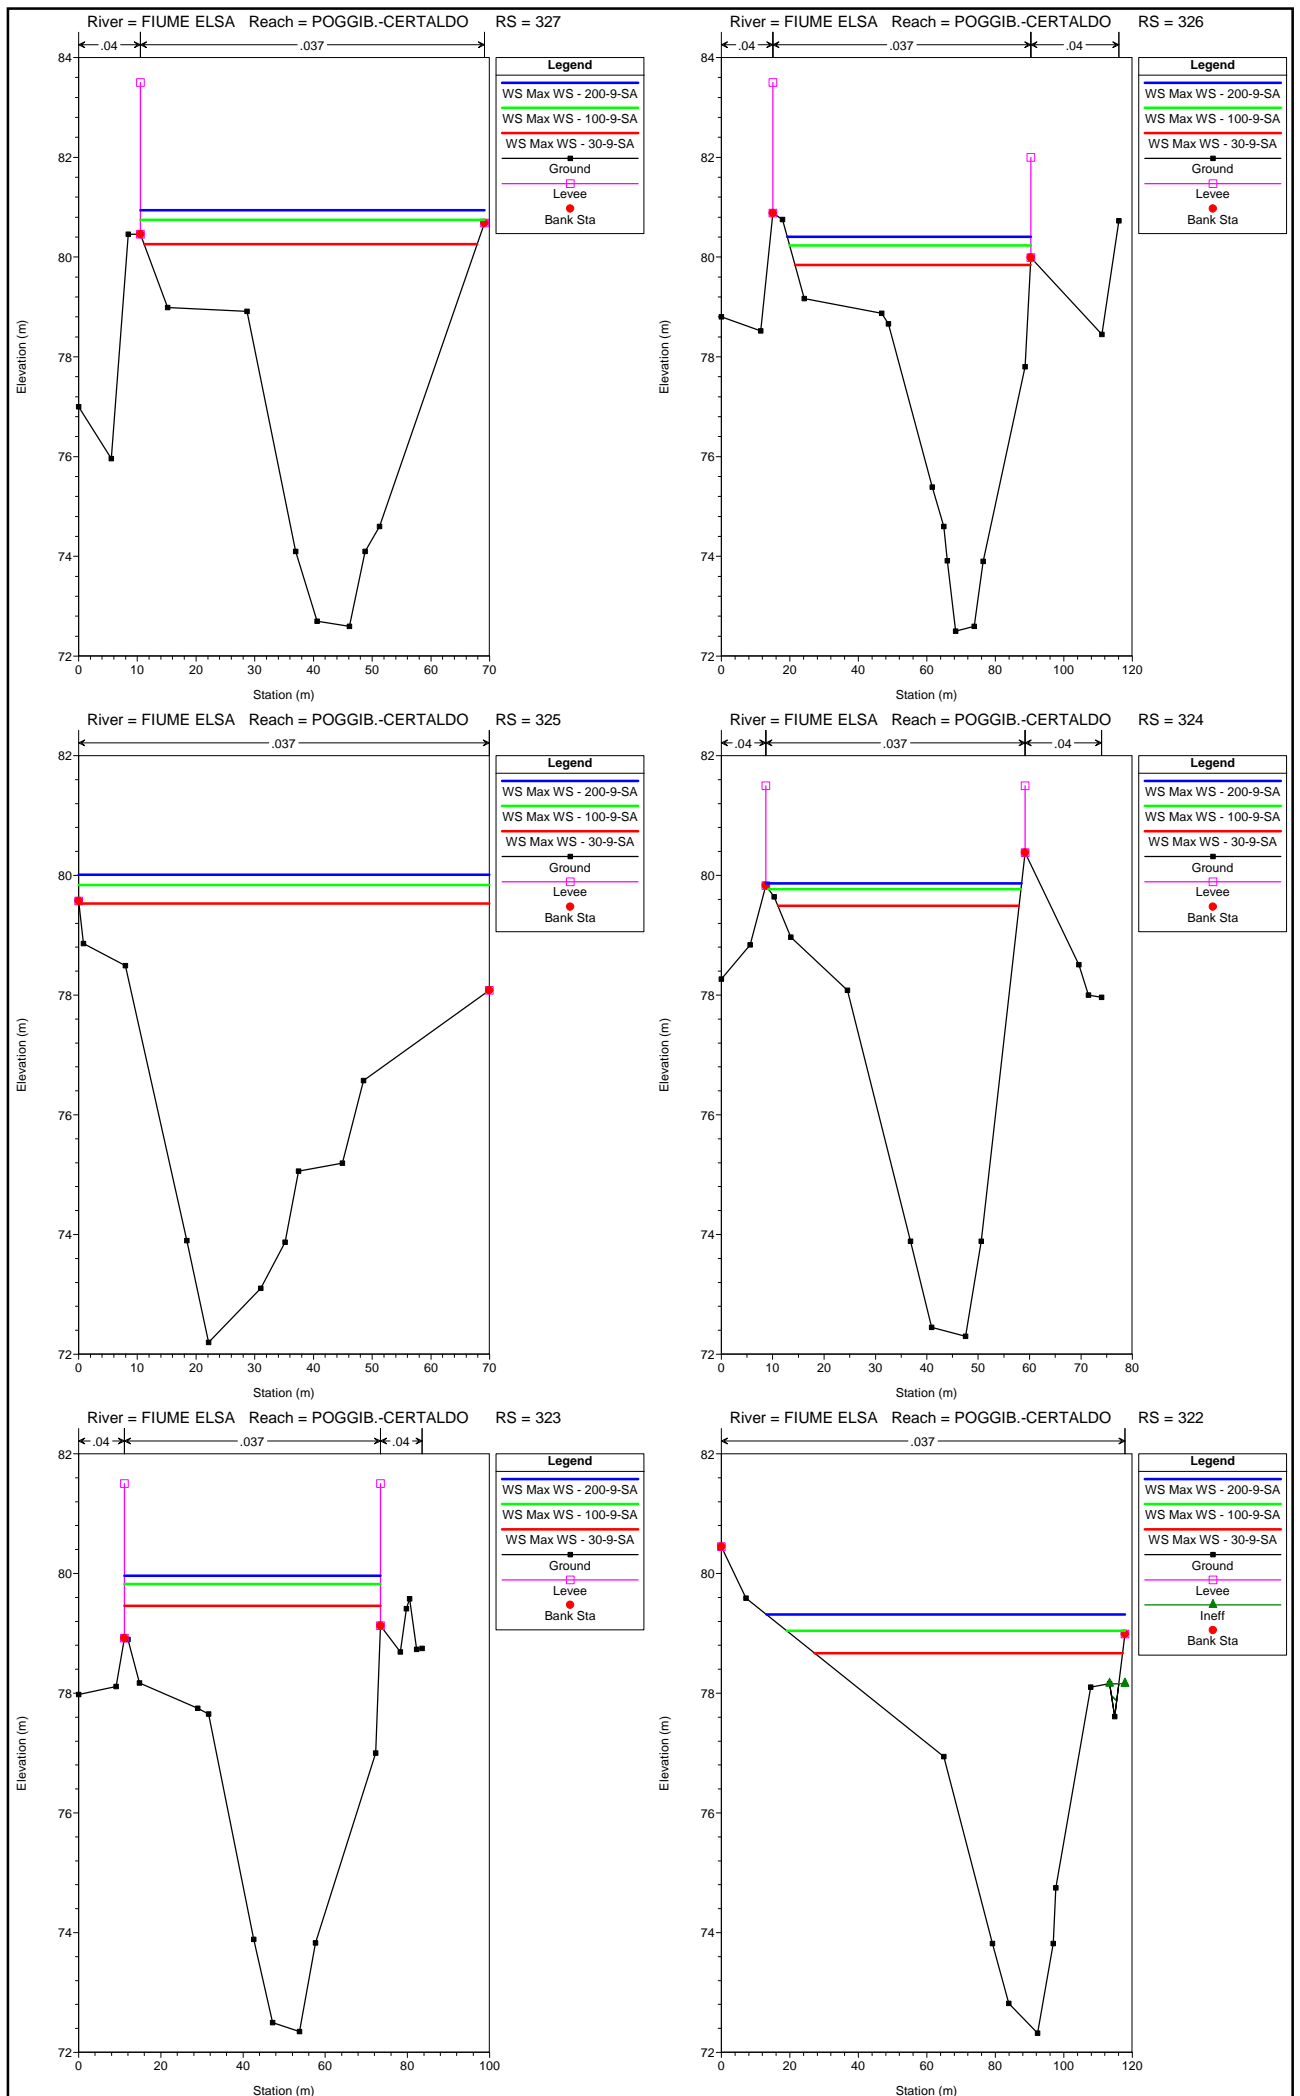 River = FIUME ELSA Reach = POGGIB.-CERTALDO RS = 327
.04 .037
84
82
80
78
76
74
72
0 10 20 30 40 50 60 70
Station (m)
Elevation (m)
Legend
WS Max WS - 200-9-SA
WS Max WS - 100-9-SA
WS Max WS - 30-9-SA
Ground
Levee
Bank Sta
River = FIUME ELSA Reach = POGGIB.-CERTALDO RS = 326
.04 .037 .04
84
82
80
78
76
74
72
0 20 40 60 80 100 120
Station (m)
Elevation (m)
Legend
WS Max WS - 200-9-SA
WS Max WS - 100-9-SA
WS Max WS - 30-9-SA
Ground
Levee
Bank Sta
River = FIUME ELSA Reach = POGGIB.-CERTALDO RS = 325
.037
82
80
78
76
74
72
0 10 20 30 40 50 60 70
Station (m)
Elevation (m)
Legend
WS Max WS - 200-9-SA
WS Max WS - 100-9-SA
WS Max WS - 30-9-SA
Ground
Levee
Bank Sta
River = FIUME ELSA Reach = POGGIB.-CERTALDO RS = 324
.04 .037 .04
82
80
78
76
74
72
0 10 20 30 40 50 60 70 80
Station (m)
Elevation (m)
Legend
WS Max WS - 200-9-SA
WS Max WS - 100-9-SA
WS Max WS - 30-9-SA
Ground
Levee
Bank Sta
River = FIUME ELSA Reach = POGGIB.-CERTALDO RS = 323
.04 .037 .04
82
80
78
76
74
72
0 20 40 60 80 100
Station (m)
Elevation (m)
Legend
WS Max WS - 200-9-SA
WS Max WS - 100-9-SA
WS Max WS - 30-9-SA
Ground
Levee
Bank Sta
River = FIUME ELSA Reach = POGGIB.-CERTALDO RS = 322
.037
82
80
78
76
74
72
0 20 40 60 80 100 120
Station (m)
Elevation (m)
Legend
WS Max WS - 200-9-SA
WS Max WS - 100-9-SA
WS Max WS - 30-9-SA
Ground
Levee
Ineff
Bank Sta